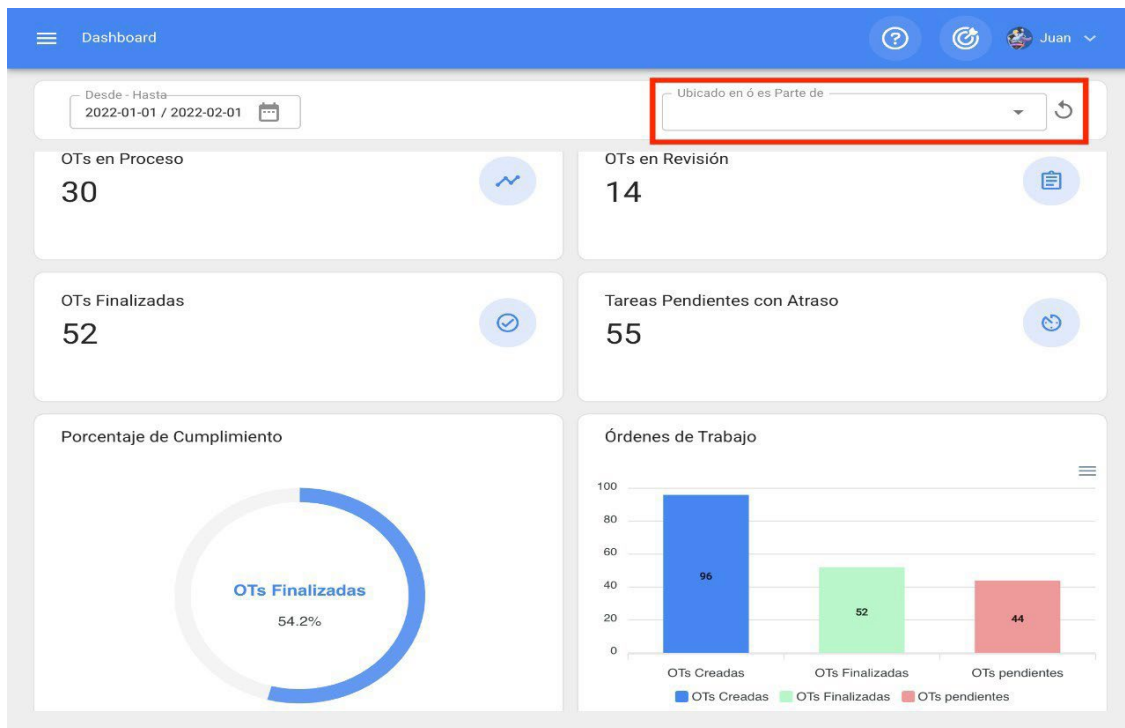 Dashboard
Juan
Desde - Hasta
2022-01-01 / 2022-02-01
Ubicado en ó es Parte de
OTs en Proceso
30
OTs en Revisión
14
OTs Finalizadas
52
Tareas Pendientes con Atraso
55
Porcentaje de Cumplimiento
OTs Finalizadas
54.2%
Órdenes de Trabajo
100
80
60
40
20
0
96
52
44
OTs Creadas
OTs Finalizadas
OTs pendientes
OTs Creadas
OTs Finalizadas
OTs pendientes